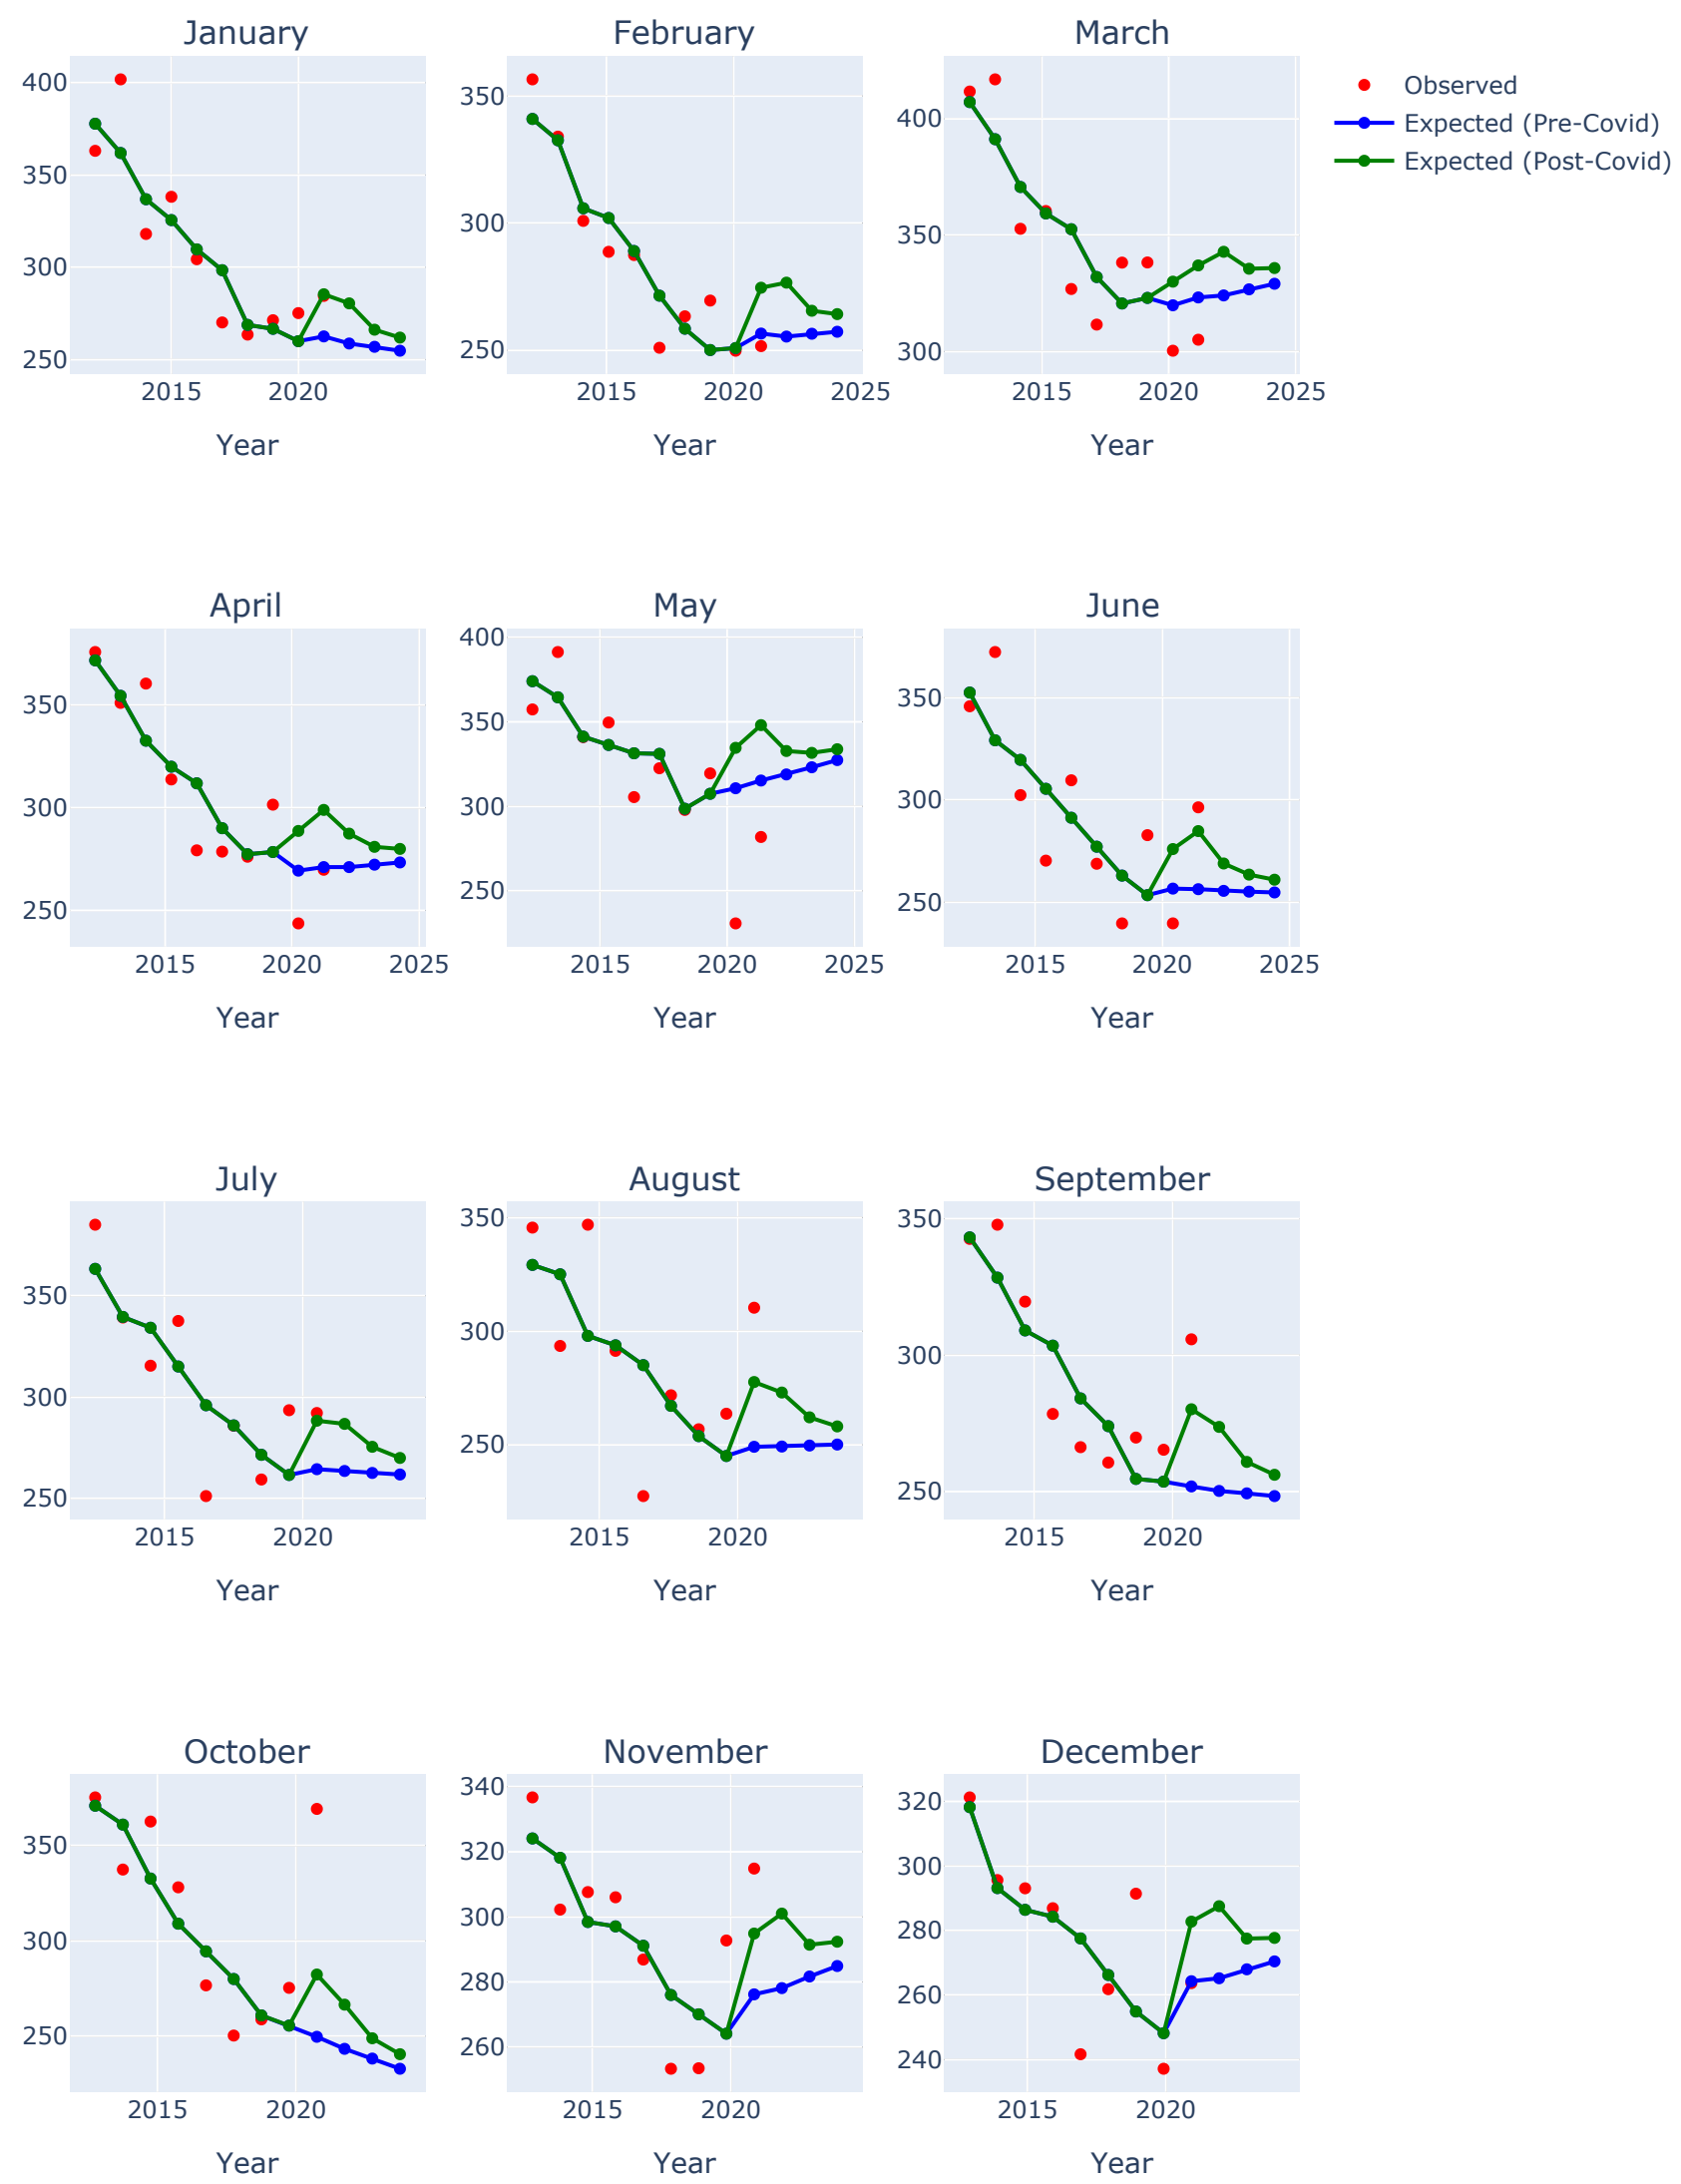 January
February
March
400
350
300
250
2015
2020
Year
350
300
250
2015
2020
2025
Year
400
350
300
2015
2020
2025
Year
Observed
Expected (Pre-Covid)
Expected (Post-Covid)
April
May
June
350
300
250
2015
2020
2025
Year
400
350
300
250
2015
2020
2025
Year
350
300
250
2015
2020
2025
Year
July
August
September
350
300
250
2015
2020
Year
350
300
250
2015
2020
Year
350
300
250
2015
2020
Year
October
November
December
350
300
250
2015
2020
Year
340
320
300
280
260
2015
2020
Year
320
300
280
260
240
2015
2020
Year